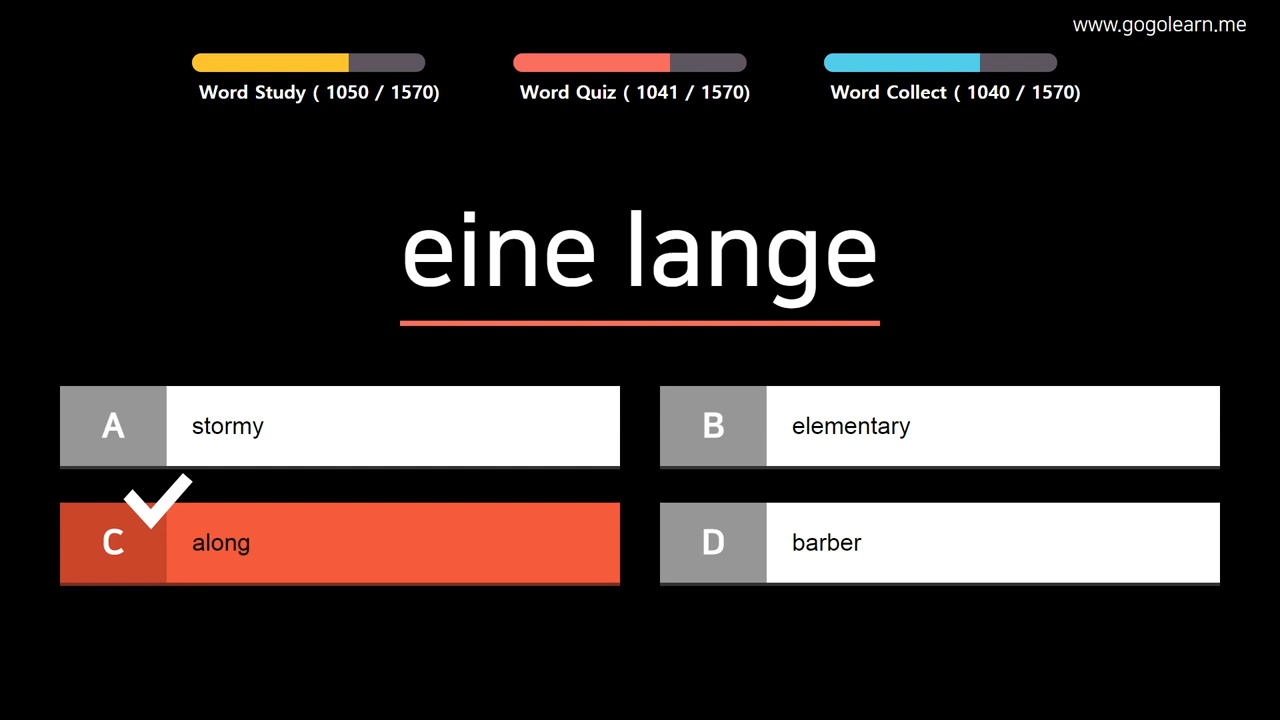 www.gogolearn.me
Word Study ( 1050 / 1570)
Word Quiz ( 1041 / 1570)
Word Collect ( 1040 / 1570)
eine lange
A stormy
B elementary
C along
D barber